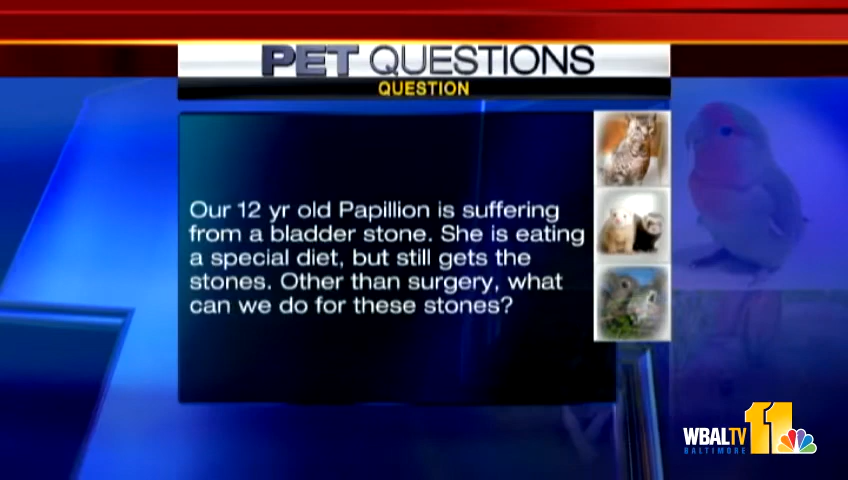 PET QUESTIONS
QUESTION
Our 12 yr old Papillion is suffering
from a bladder stone. She is eating
a special diet, but still gets the
stones. Other than surgery, what
can we do for these stones?
WBALTV 11
BALTIMORE